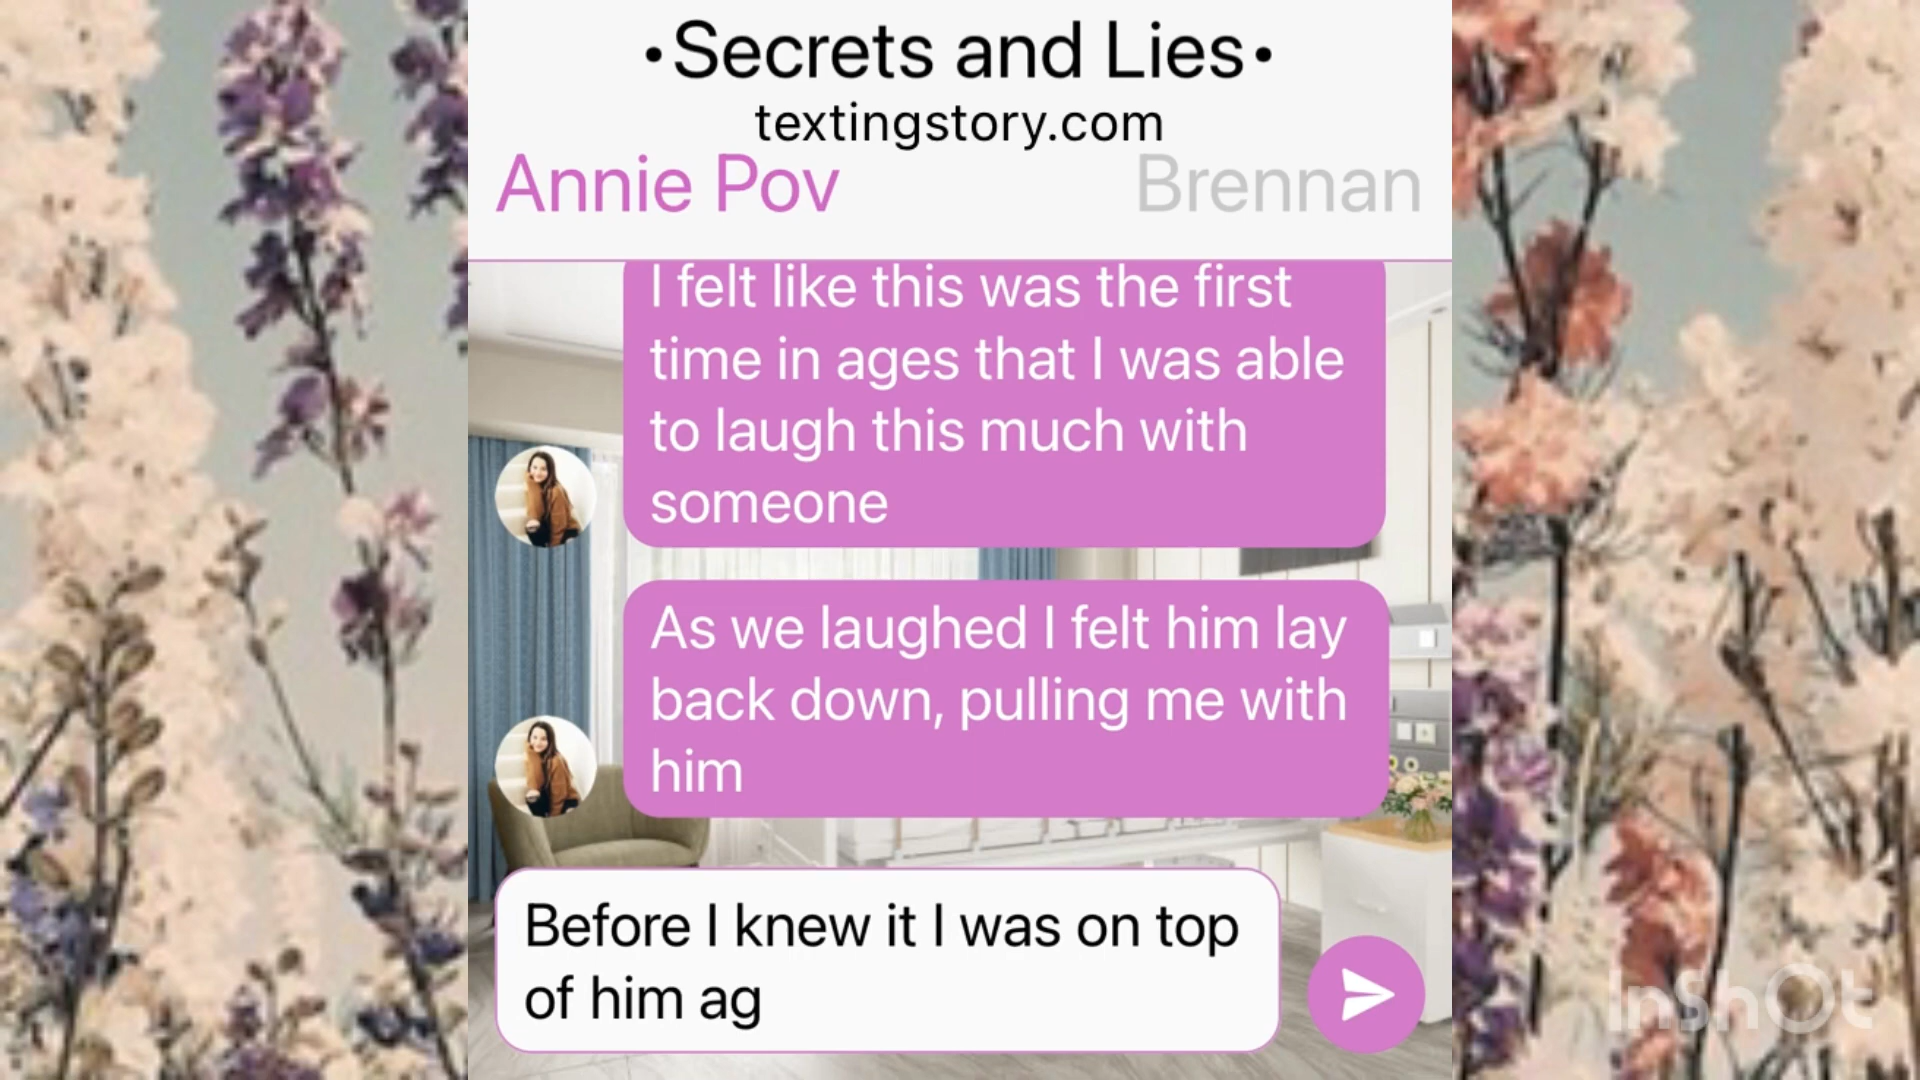 •Secrets and Lies•
textingstory.com
Annie Pov
Brennan
I felt like this was the first
time in ages that I was able
to laugh this much with
someone
As we laughed I felt him lay
back down, pulling me with
him
Before I knew it I was on top
of him ag
InShOt